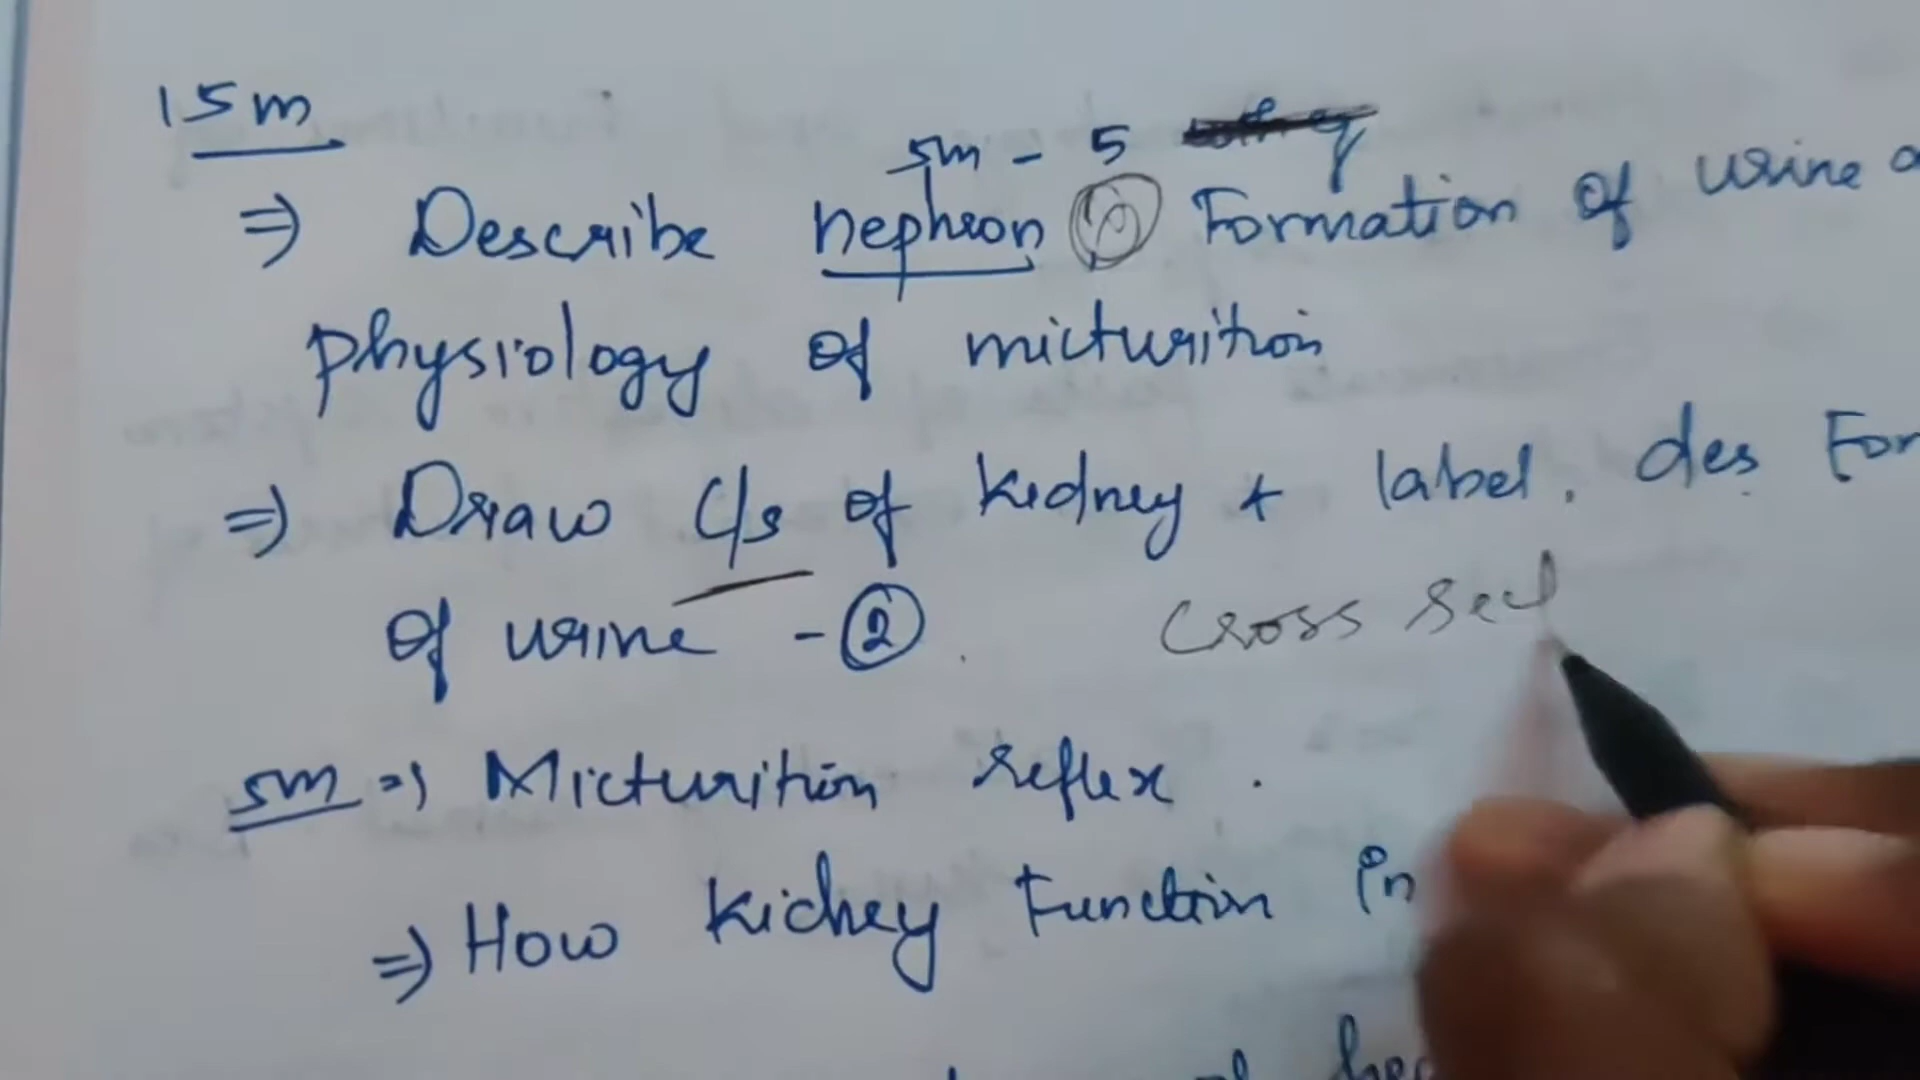 15m
5m - 5
=> Describe nephron Formation of urine
physiology of micturition
=> Draw C/s of kidney + label. des For
of urine - ②
Cross sect
5m => Micturition reflex.
=> How kidney Function in